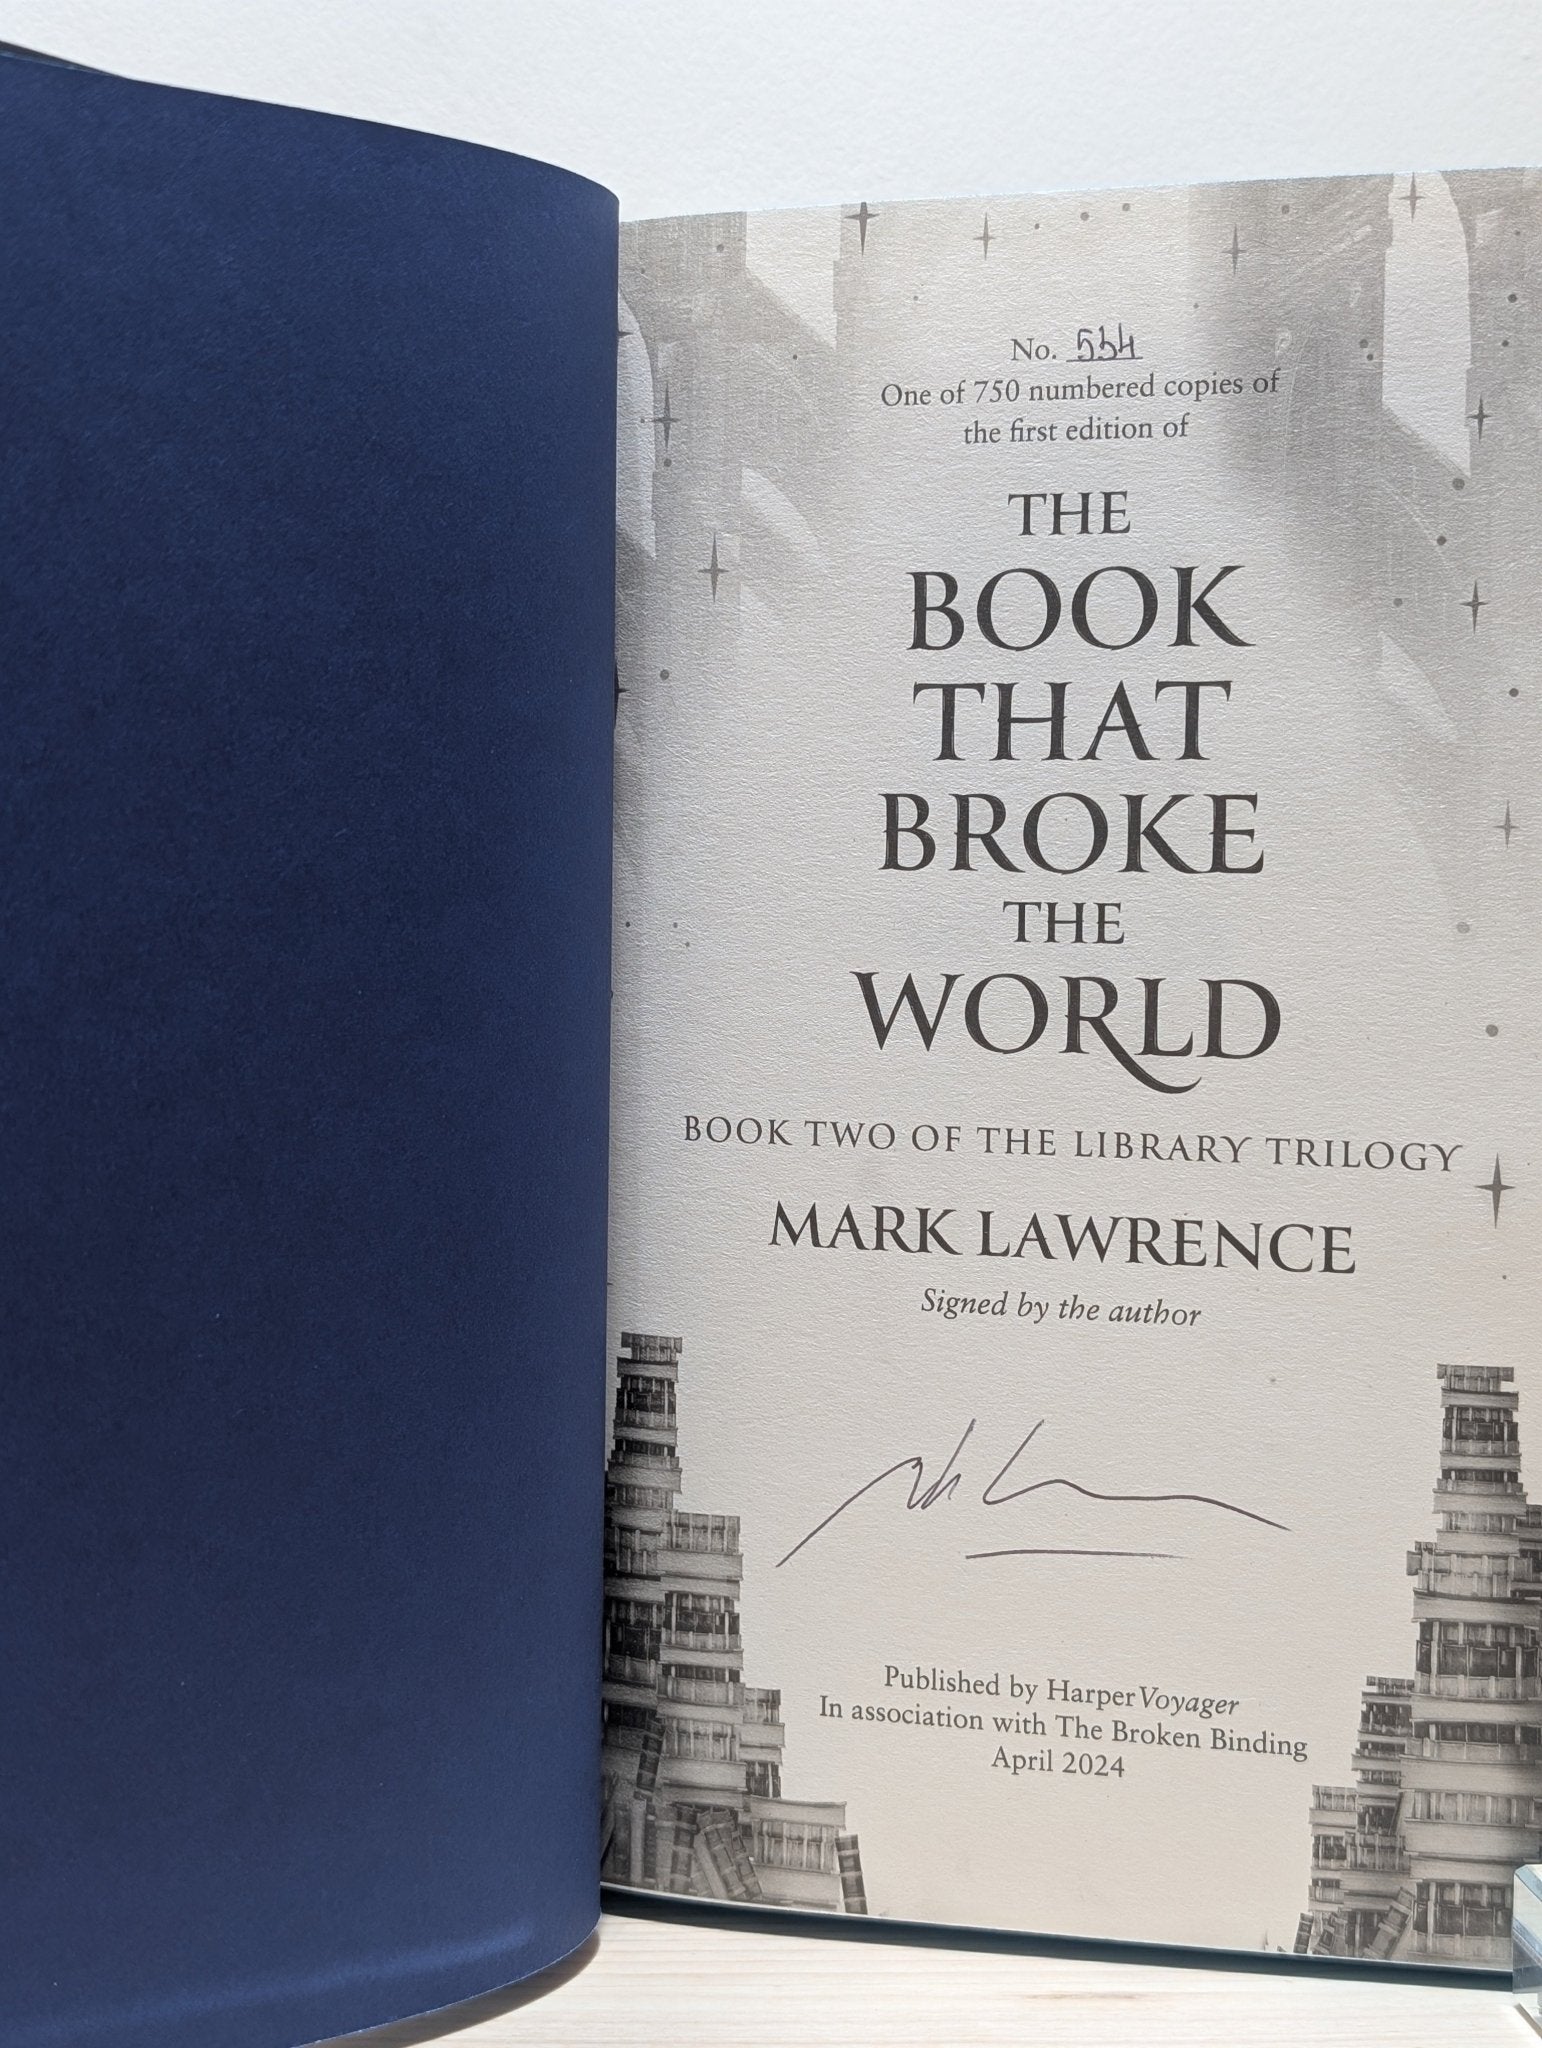 No. 554
One of 750 numbered copies of
the first edition of
THE
BOOK
THAT
BROKE
THE
WORLD
BOOK TWO OF THE LIBRARY TRILOGY
MARK LAWRENCE
Signed by the author
Published by HarperVoyager
In association with The Broken Binding
April 2024